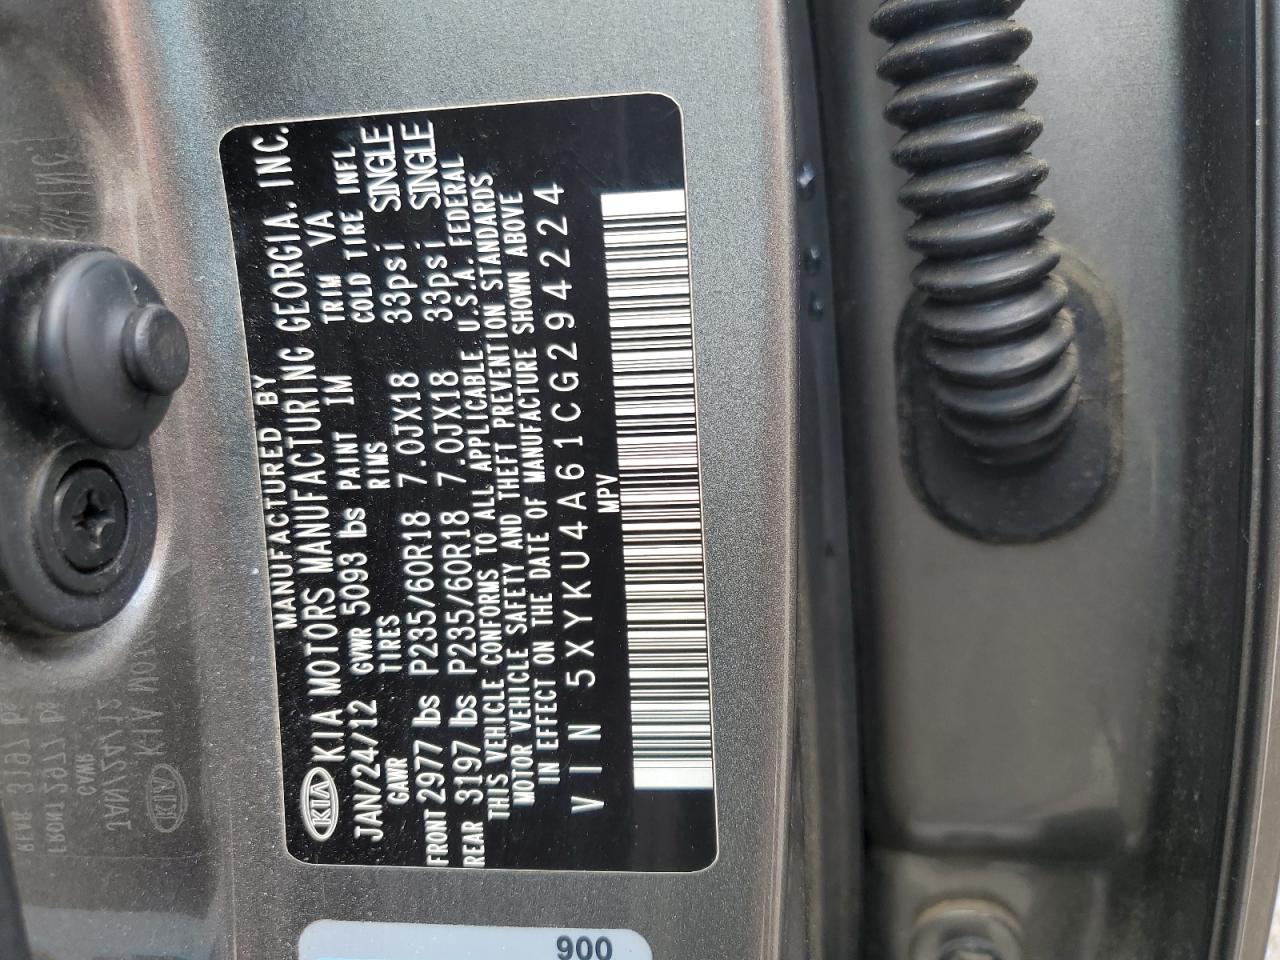 MANUFACTURED BY
KIA KIA MOTORS MANUFACTURING GEORGIA. INC.
JAN/24/12 GVWR 5093 lbs PAINT 1M TRIM VA
GAWR TIRES RIMS COLD TIRE INFL
FRONT 2977 lbs P235/60R18 7.0JX18 33psi SINGLE
REAR 3197 lbs P235/60R18 7.0JX18 33psi SINGLE
THIS VEHICLE CONFORMS TO ALL APPLICABLE U.S.A. FEDERAL
MOTOR VEHICLE SAFETY AND THEFT PREVENTION STANDARDS
IN EFFECT ON THE DATE OF MANUFACTURE SHOWN ABOVE
VIN 5XYKU4A61CG294224
MPV
900